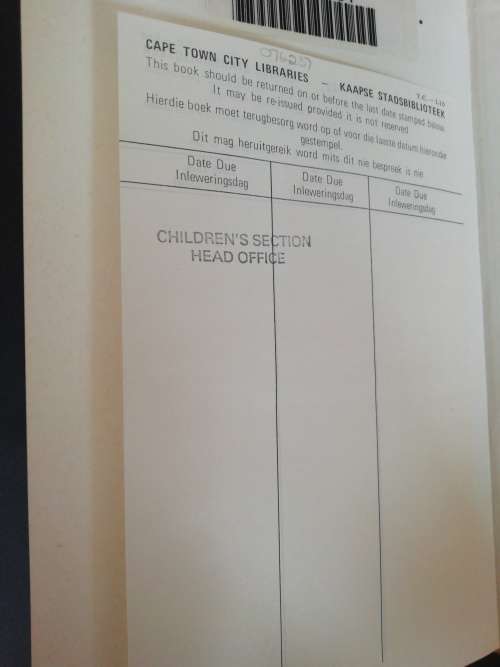 076257
CAPE TOWN CITY LIBRARIES – KAAPSE STADSBIBLIOTEEK
This book should be returned on or before the last date stamped below.
It may be re-issued provided it is not reserved
Hierdie boek moet terugbesorg word op of voor die laaste datum hieronder
gestempel.
Dit mag heruitgereik word mits dit nie bespreek is nie
Date Due Date Due Date Due
Inleweringsdag Inleweringsdag Inleweringsdag
CHILDREN'S SECTION
HEAD OFFICE